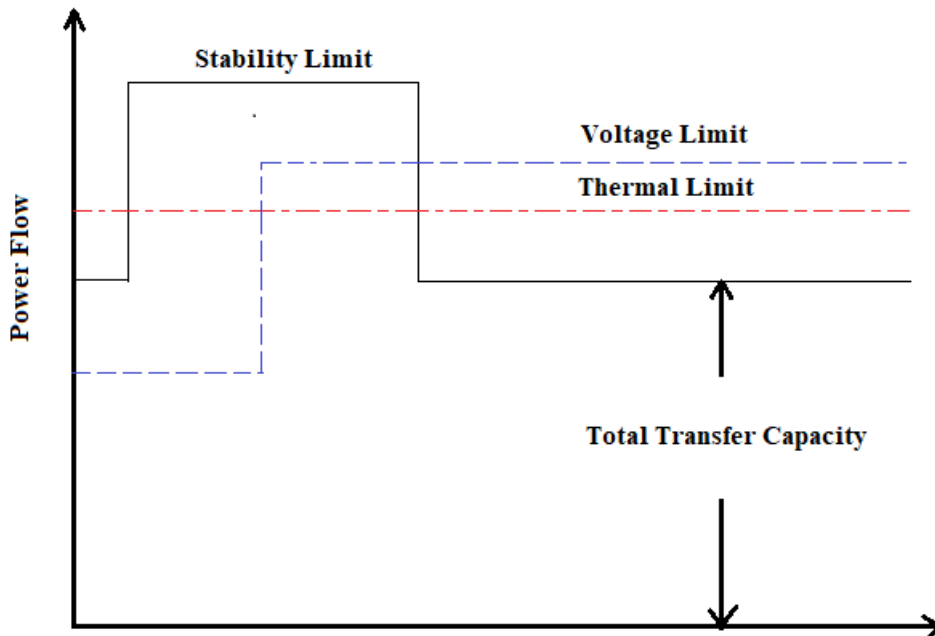 Stability Limit
Voltage Limit
Thermal Limit
Power Flow
Total Transfer Capacity